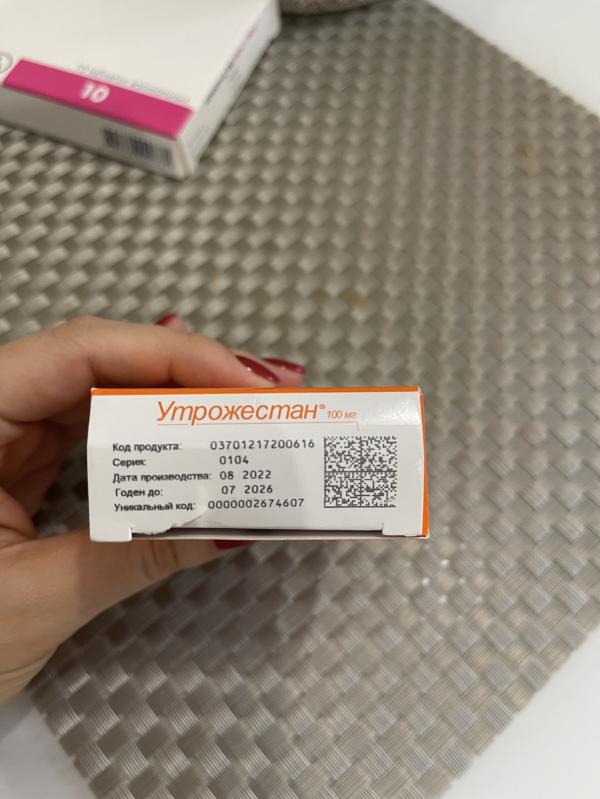 10
Утрожестан® 100 мг
Код продукта: 03701217200616
Серия: 0104
Дата производства: 08 2022
Годен до: 07 2026
Уникальный код: 0000002674607